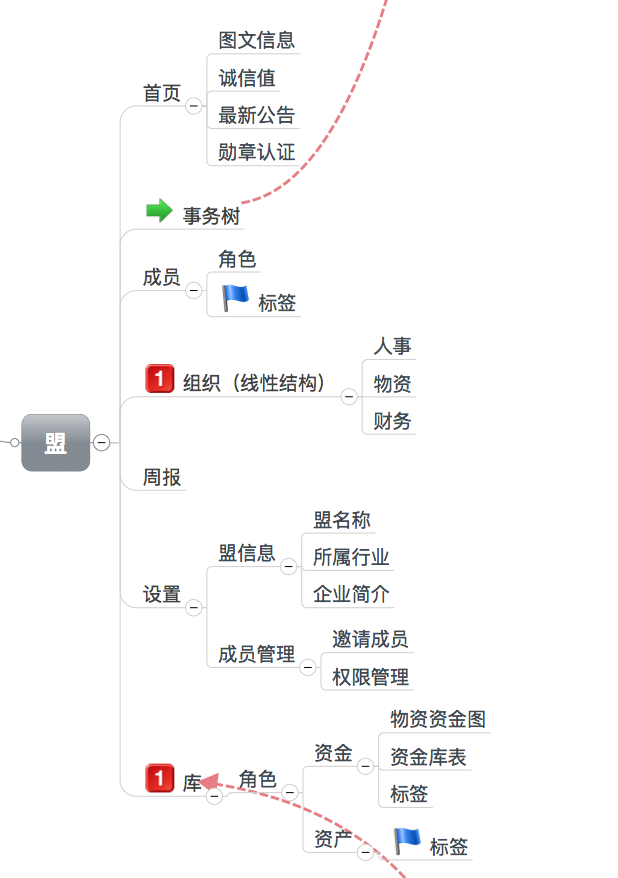 盟
首页
图文信息
诚信值
最新公告
勋章认证
事务树
成员
角色
标签
1
组织（线性结构）
人事
物资
财务
周报
设置
盟信息
盟名称
所属行业
企业简介
成员管理
邀请成员
权限管理
1
库
角色
资金
物资资金图
资金库表
标签
资产
标签